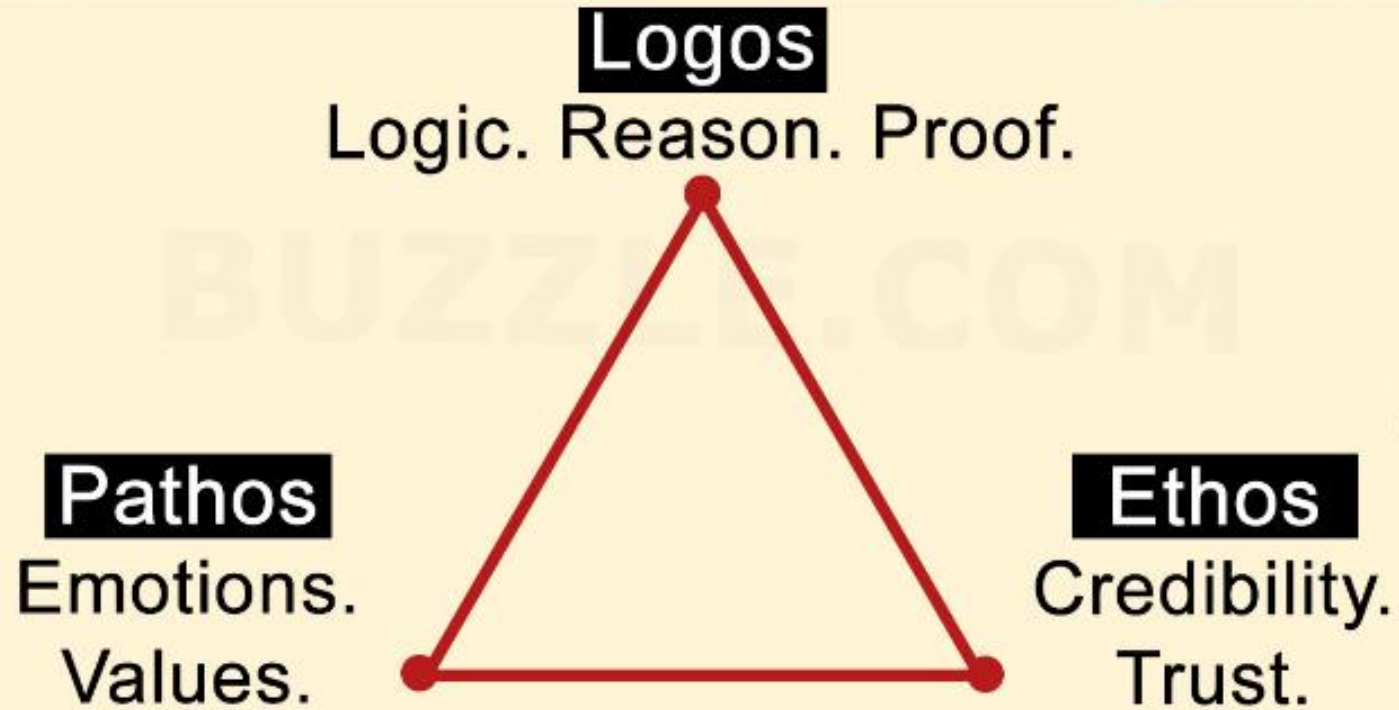 Logos
Logic. Reason. Proof.
BUZZLE.COM
Pathos
Emotions.
Values.
Ethos
Credibility.
Trust.